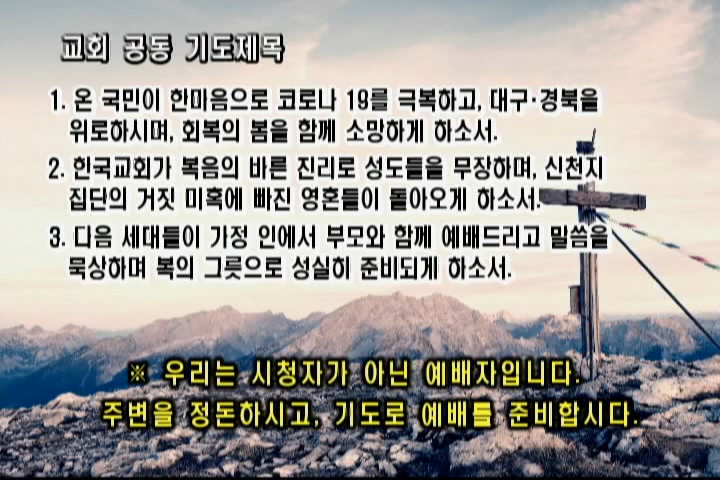 교회 공동 기도제목
1. 온 국민이 한마음으로 코로나 19를 극복하고, 대구·경북을
위로하시며, 회복의 봄을 함께 소망하게 하소서.
2. 한국교회가 복음의 바른 진리로 성도들을 무장하며, 신천지
집단의 거짓 미혹에 빠진 영혼들이 돌아오게 하소서.
3. 다음 세대들이 가정 안에서 부모와 함께 예배드리고 말씀을
묵상하며 복의 그릇으로 성실히 준비되게 하소서.
※ 우리는 시청자가 아닌 예배자입니다.
주변을 정돈하시고, 기도로 예배를 준비합시다.